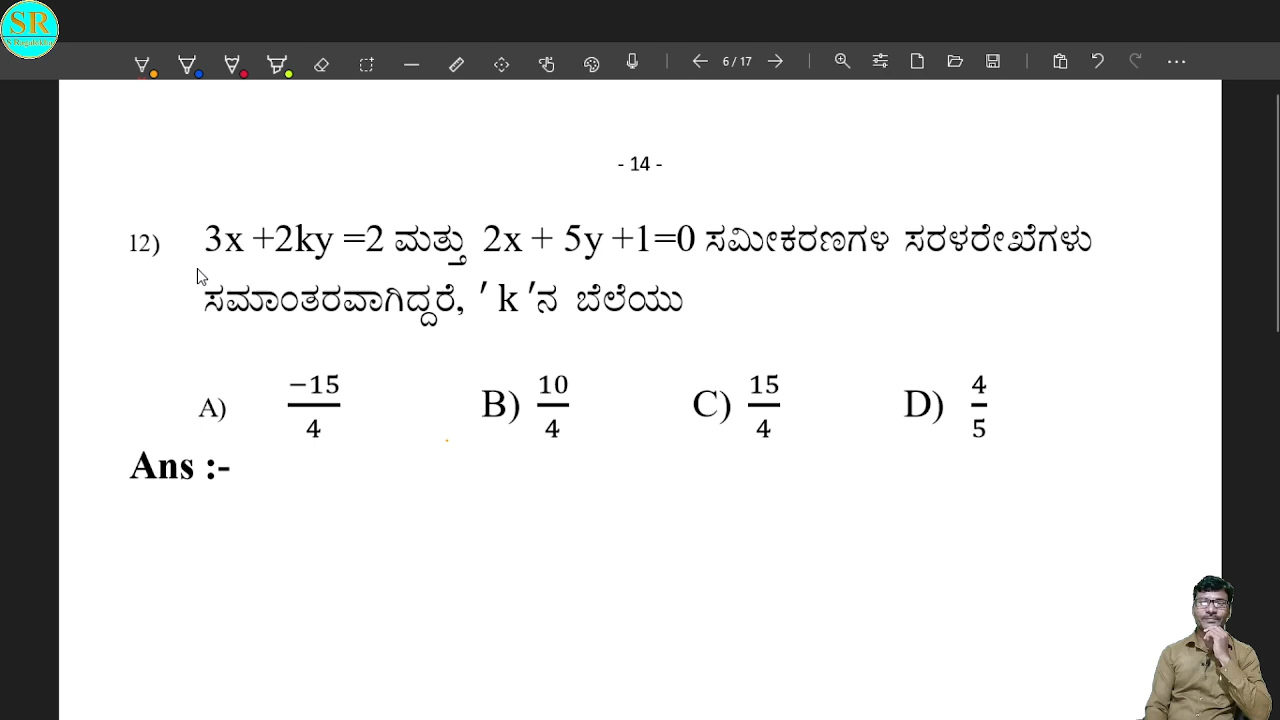 SR
6 / 17
- 14 -
12) 3x +2ky =2 ಮತ್ತು 2x + 5y +1=0 ಸಮೀಕರಣಗಳ ಸರಳರೇಖೆಗಳು
ಸಮಾಂತರವಾಗಿದ್ದರೆ, ′ k ′ನ ಬೆಲೆಯು
A) −15/4 B) 10/4 C) 15/4 D) 4/5
Ans :-